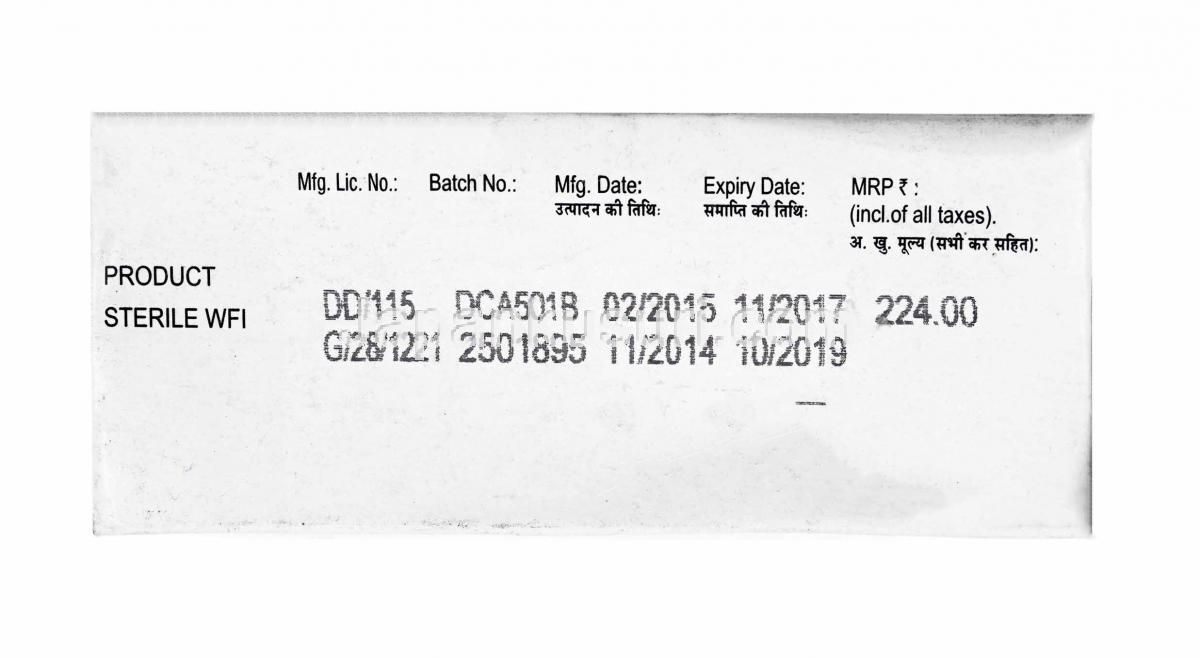 Mfg. Lic. No.: Batch No.: Mfg. Date: Expiry Date: MRP ₹ :
उत्पादन की तिथिः समाप्ति की तिथिः (incl.of all taxes).
अ. खु. मूल्य (सभी कर सहित):
PRODUCT DD/115 DCA501B 02/2015 11/2017 224.00
STERILE WFI G/28/1221 2501895 11/2014 10/2019